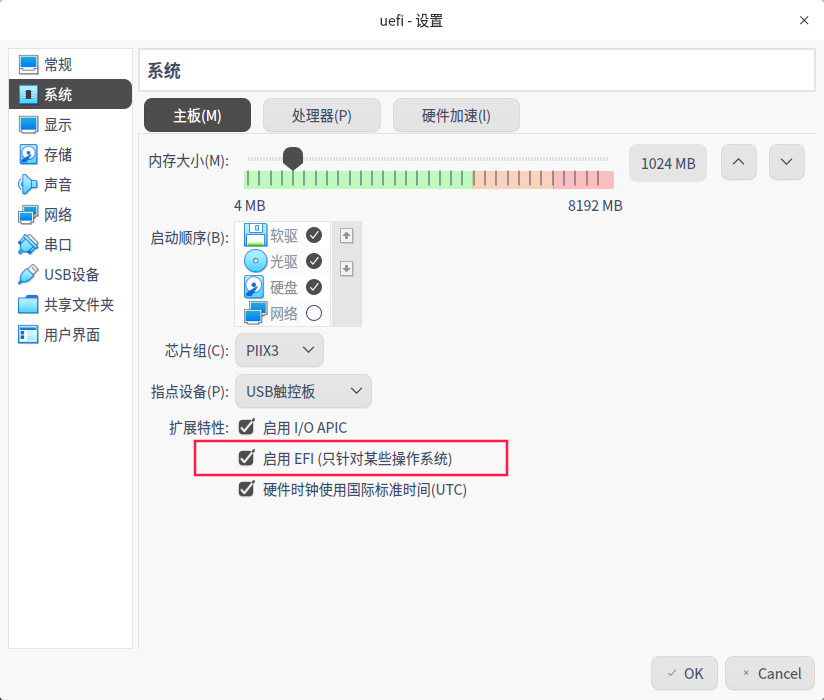 uefi - 设置
常规
系统
显示
存储
声音
网络
串口
USB设备
共享文件夹
用户界面
系统
主板(M) 处理器(P) 硬件加速(l)
内存大小(M): 1024 MB
4 MB 8192 MB
启动顺序(B): 软驱
光驱
硬盘
网络
芯片组(C): PIIX3
指点设备(P): USB触控板
扩展特性: 启用 I/O APIC
启用 EFI (只针对某些操作系统)
硬件时钟使用国际标准时间(UTC)
OK Cancel